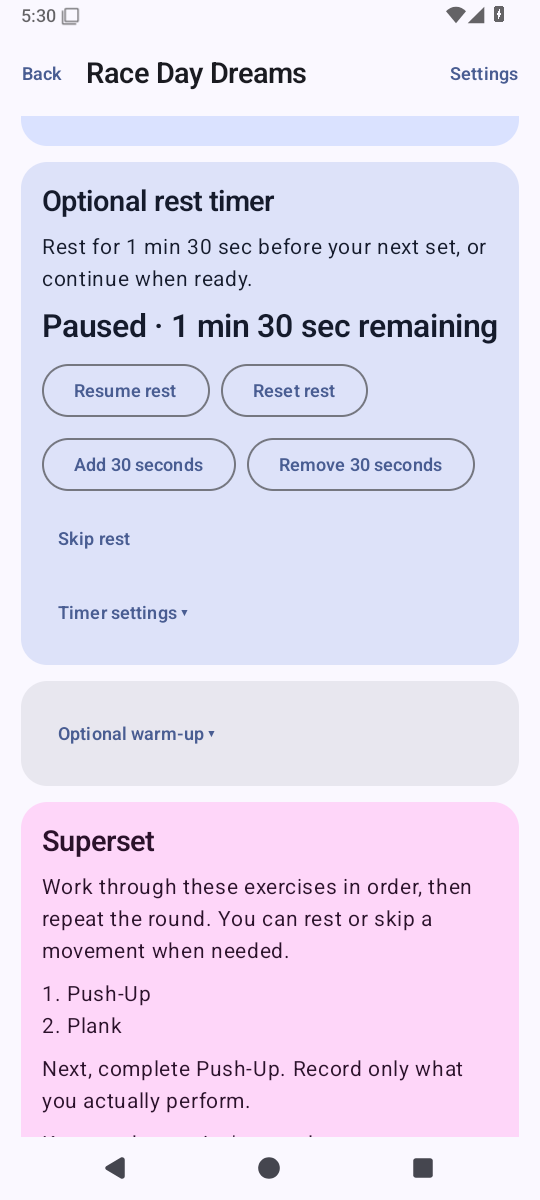 5:30
Back Race Day Dreams Settings
Optional rest timer
Rest for 1 min 30 sec before your next set, or
continue when ready.
Paused · 1 min 30 sec remaining
Resume rest Reset rest
Add 30 seconds Remove 30 seconds
Skip rest
Timer settings ▾
Optional warm-up ▾
Superset
Work through these exercises in order, then
repeat the round. You can rest or skip a
movement when needed.
1. Push-Up
2. Plank
Next, complete Push-Up. Record only what
you actually perform.